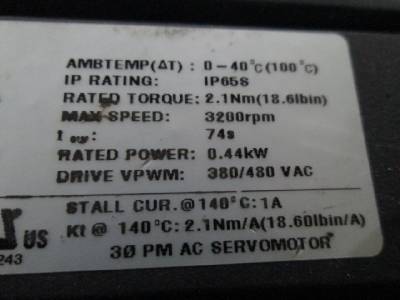 AMBTEMP(ΔT): 0-40°C(100°C)
IP RATING: IP65S
RATED TORQUE: 2.1Nm(18.6lbin)
MAX SPEED: 3200rpm
74s
RATED POWER: 0.44kW
DRIVE VPWM: 380/480 VAC
STALL CUR.@140°C:1A
US Kt@ 140°C: 2.1Nm/A(18.60lbin/A)
243 3Ø PM AC SERVOMOTOR